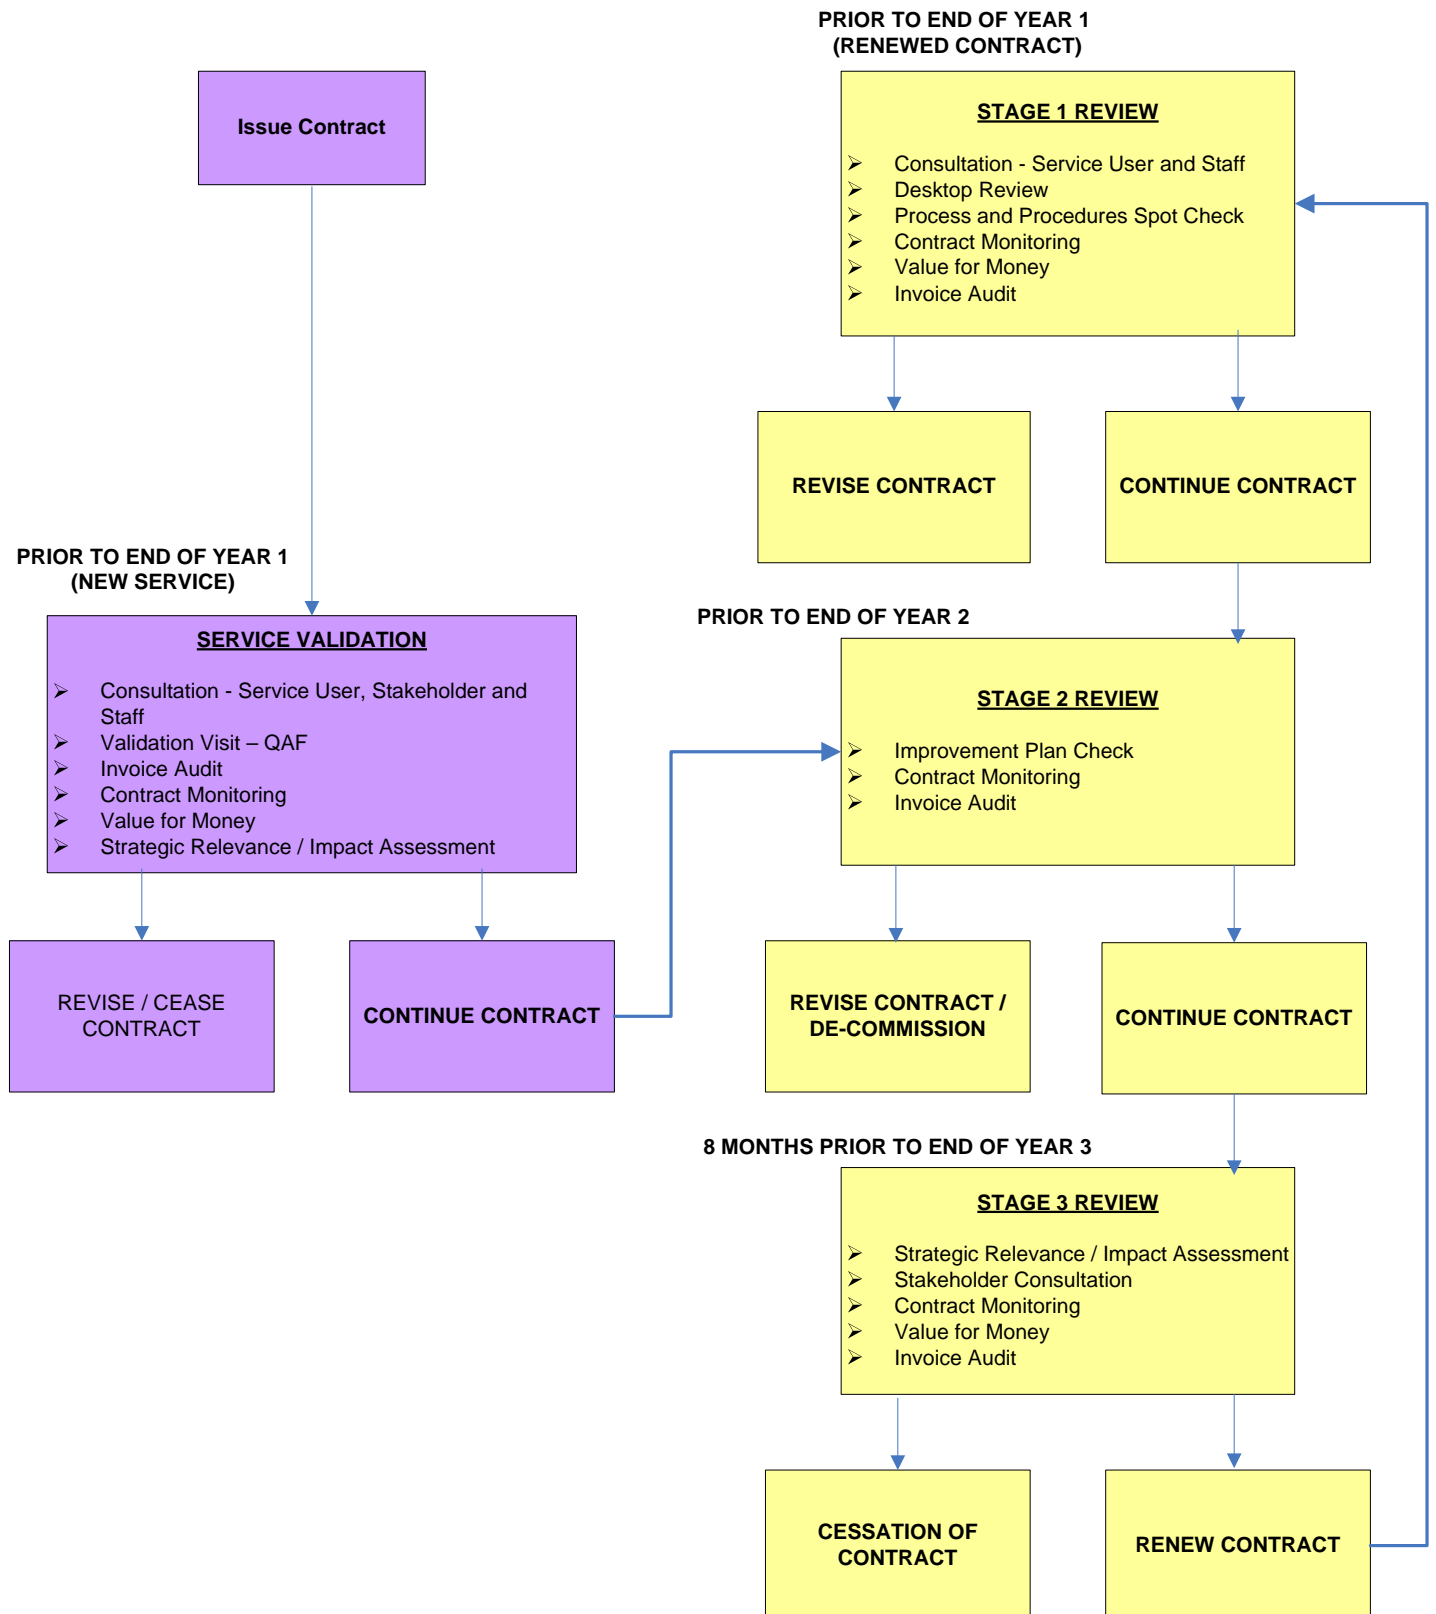 PRIOR TO END OF YEAR 1
(RENEWED CONTRACT)
Issue Contract
STAGE 1 REVIEW
➢ Consultation - Service User and Staff
➢ Desktop Review
➢ Process and Procedures Spot Check
➢ Contract Monitoring
➢ Value for Money
➢ Invoice Audit
REVISE CONTRACT
CONTINUE CONTRACT
PRIOR TO END OF YEAR 1
(NEW SERVICE)
SERVICE VALIDATION
➢ Consultation - Service User, Stakeholder and
Staff
➢ Validation Visit – QAF
➢ Invoice Audit
➢ Contract Monitoring
➢ Value for Money
➢ Strategic Relevance / Impact Assessment
REVISE / CEASE
CONTRACT
CONTINUE CONTRACT
PRIOR TO END OF YEAR 2
STAGE 2 REVIEW
➢ Improvement Plan Check
➢ Contract Monitoring
➢ Invoice Audit
REVISE CONTRACT /
DE-COMMISSION
CONTINUE CONTRACT
8 MONTHS PRIOR TO END OF YEAR 3
STAGE 3 REVIEW
➢ Strategic Relevance / Impact Assessment
➢ Stakeholder Consultation
➢ Contract Monitoring
➢ Value for Money
➢ Invoice Audit
CESSATION OF
CONTRACT
RENEW CONTRACT